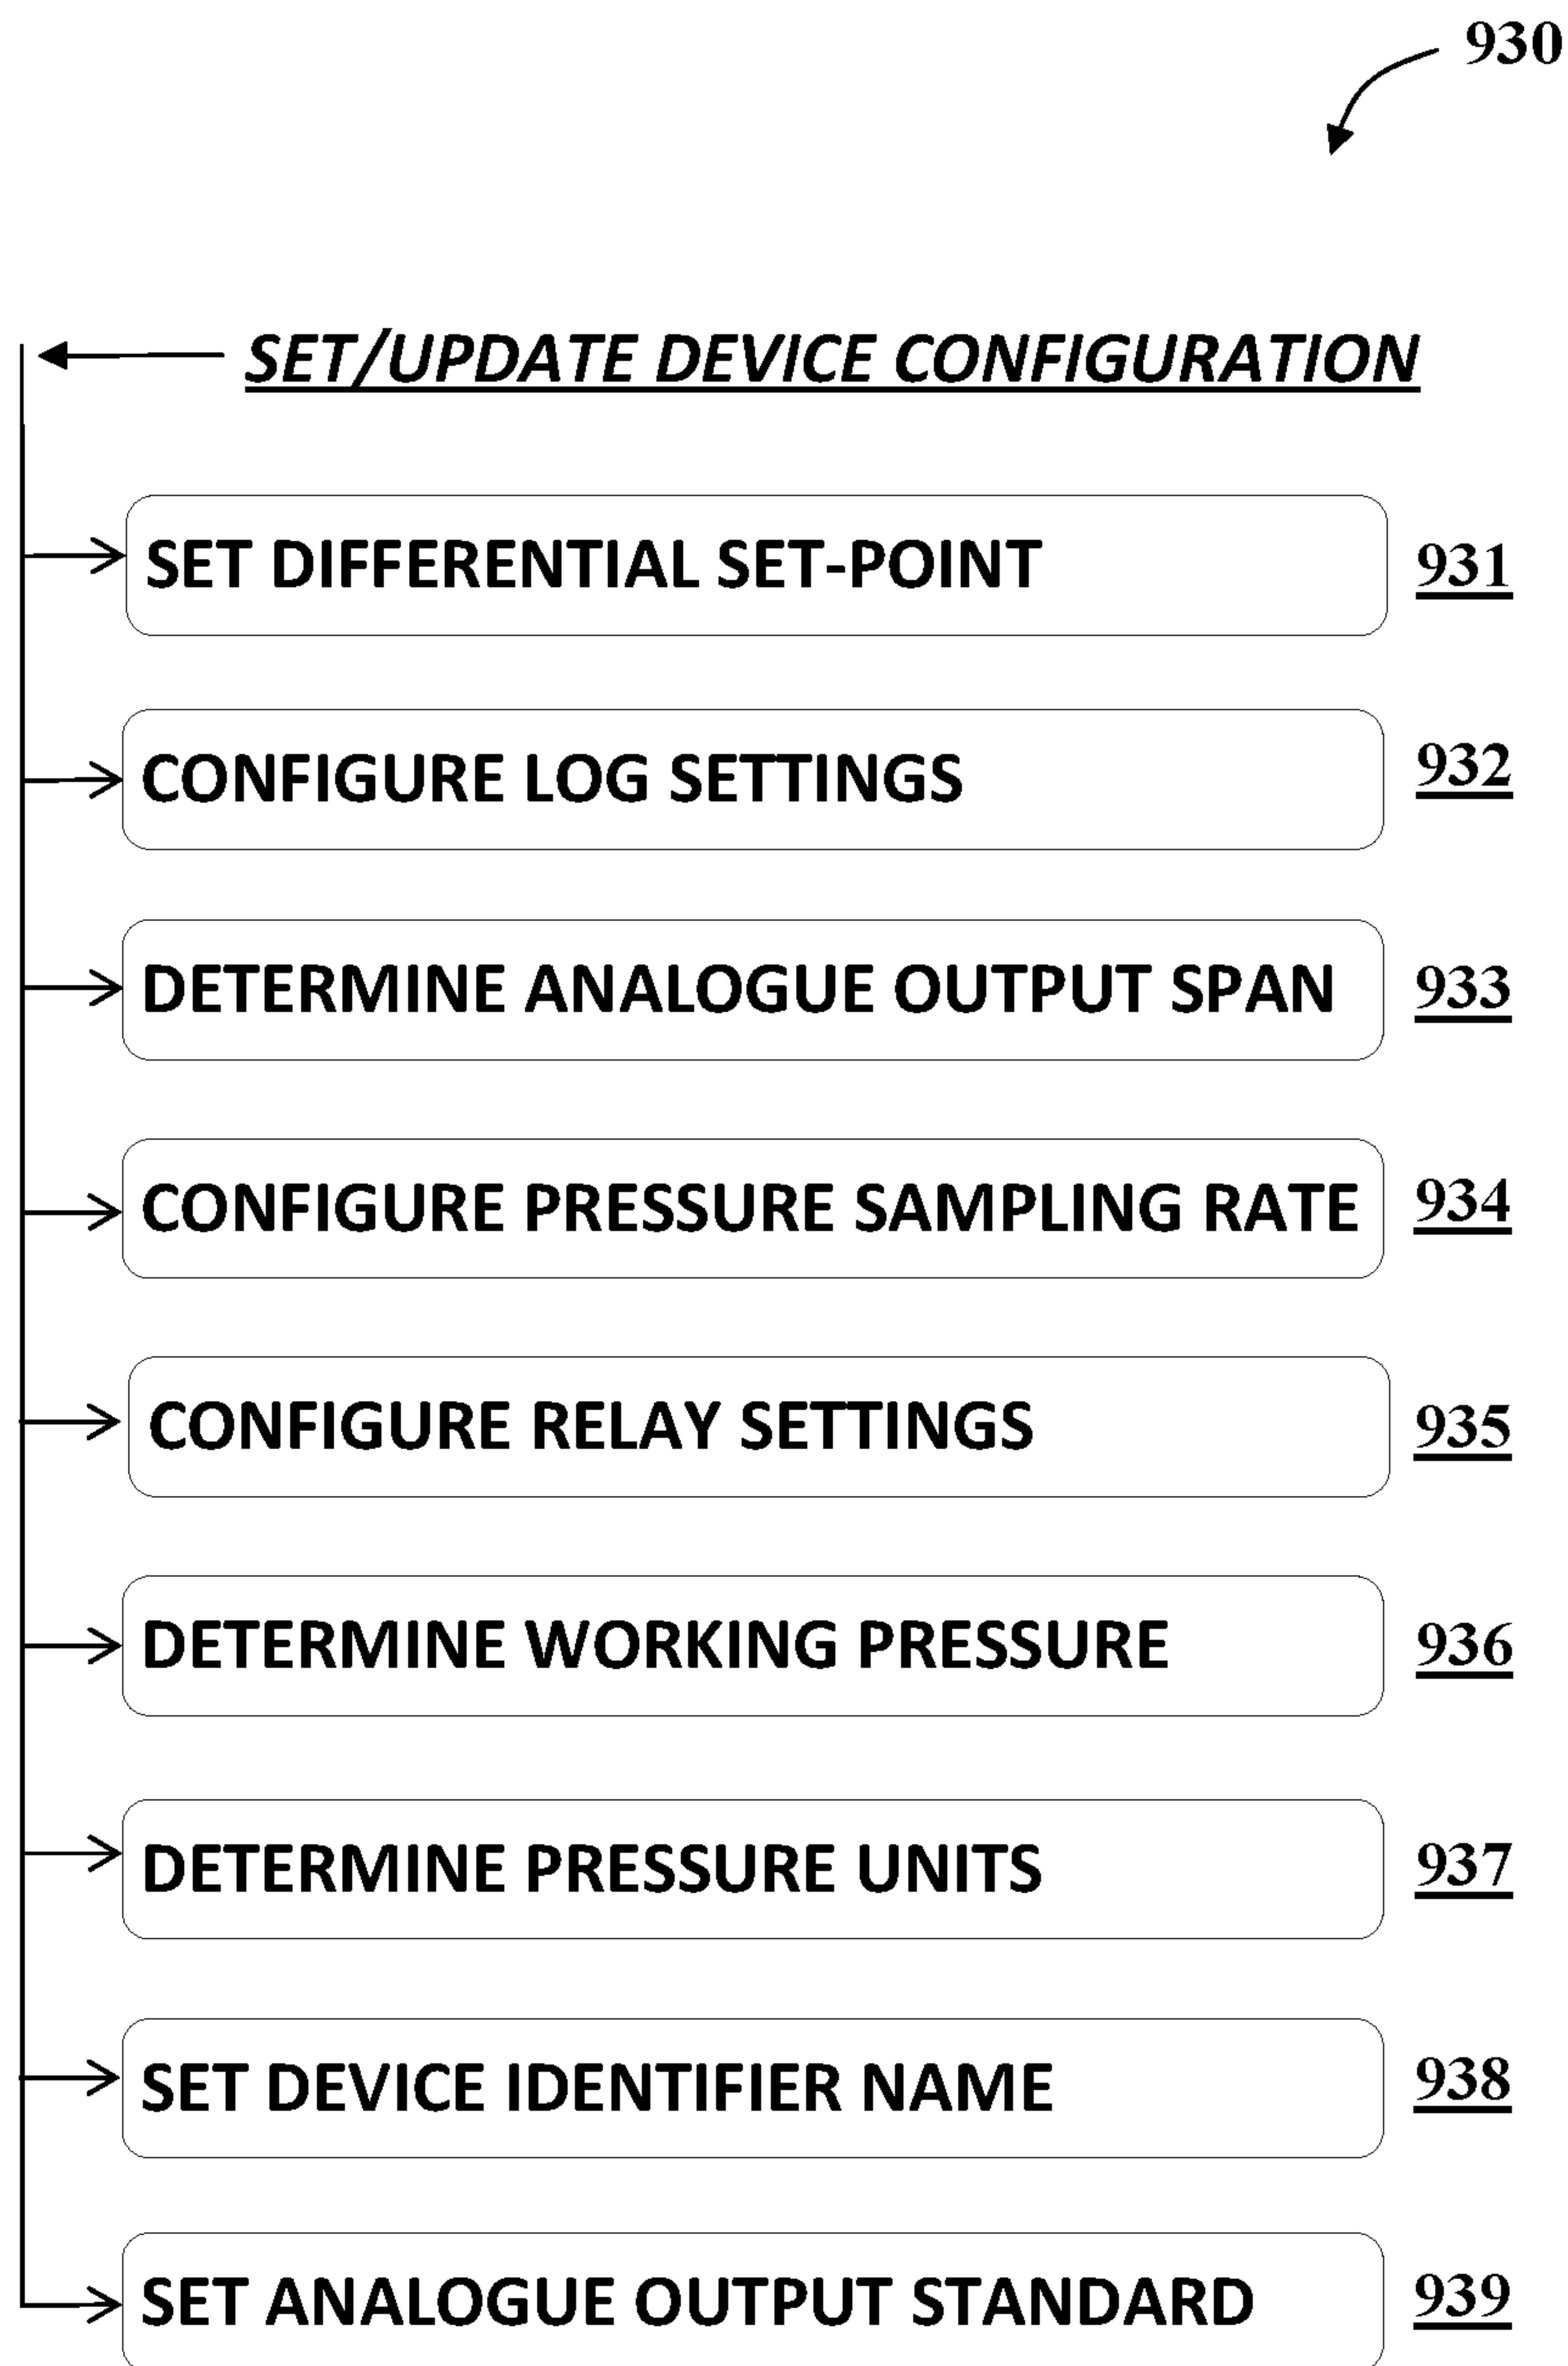 930
SET/UPDATE DEVICE CONFIGURATION
SET DIFFERENTIAL SET-POINT 931
CONFIGURE LOG SETTINGS 932
DETERMINE ANALOGUE OUTPUT SPAN 933
CONFIGURE PRESSURE SAMPLING RATE 934
CONFIGURE RELAY SETTINGS 935
DETERMINE WORKING PRESSURE 936
DETERMINE PRESSURE UNITS 937
SET DEVICE IDENTIFIER NAME 938
SET ANALOGUE OUTPUT STANDARD 939